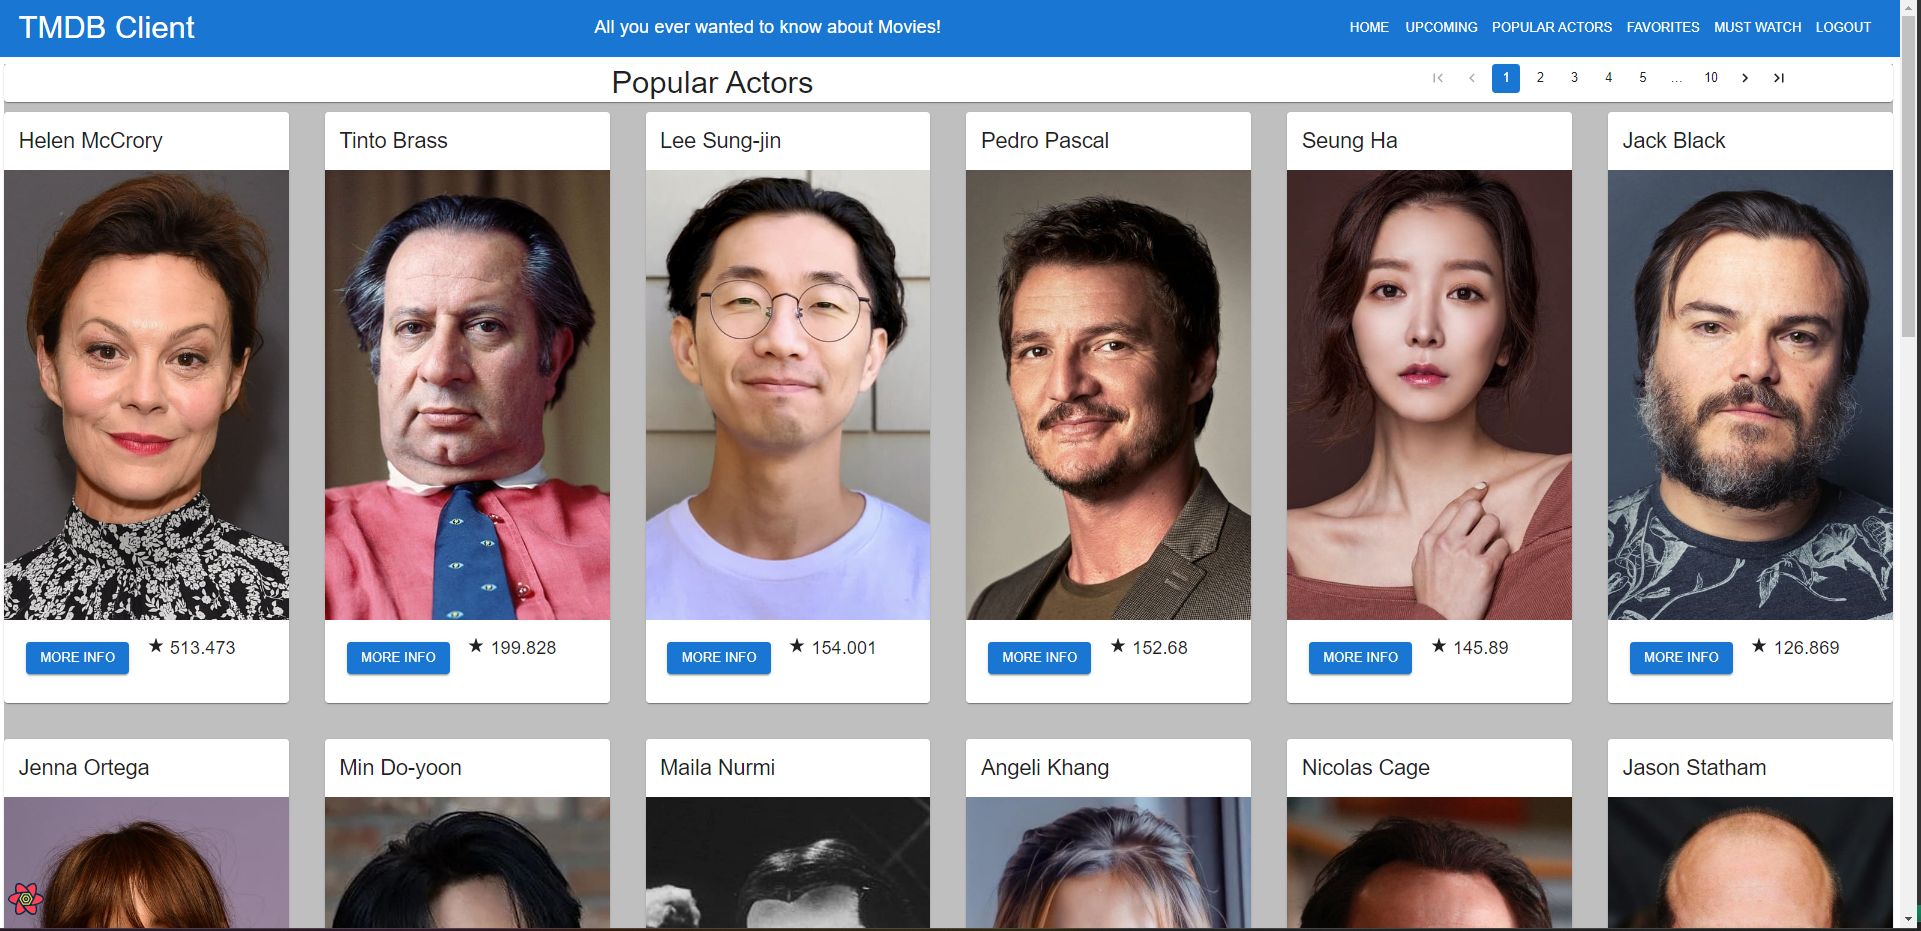 TMDB Client
All you ever wanted to know about Movies!
HOME UPCOMING POPULAR ACTORS FAVORITES MUST WATCH LOGOUT
Popular Actors
1 2 3 4 5 ... 10
Helen McCrory
Tinto Brass
Lee Sung-jin
Pedro Pascal
Seung Ha
Jack Black
MORE INFO ★ 513.473
MORE INFO ★ 199.828
MORE INFO ★ 154.001
MORE INFO ★ 152.68
MORE INFO ★ 145.89
MORE INFO ★ 126.869
Jenna Ortega
Min Do-yoon
Maila Nurmi
Angeli Khang
Nicolas Cage
Jason Statham